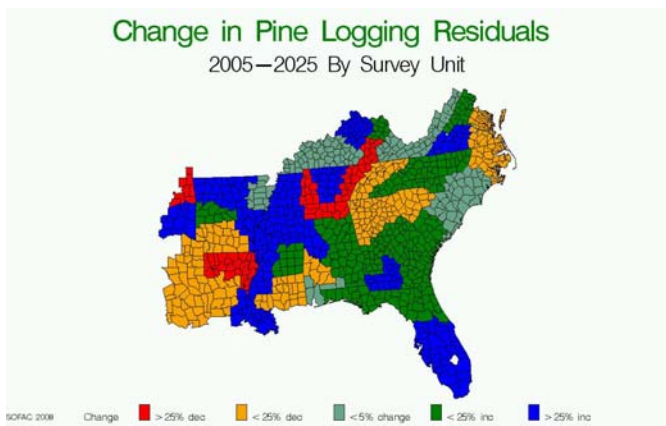 Change in Pine Logging Residuals
2005–2025 By Survey Unit
SOFAC 2008 Change >25% dec <25% dec <5% change <25% inc >25% inc